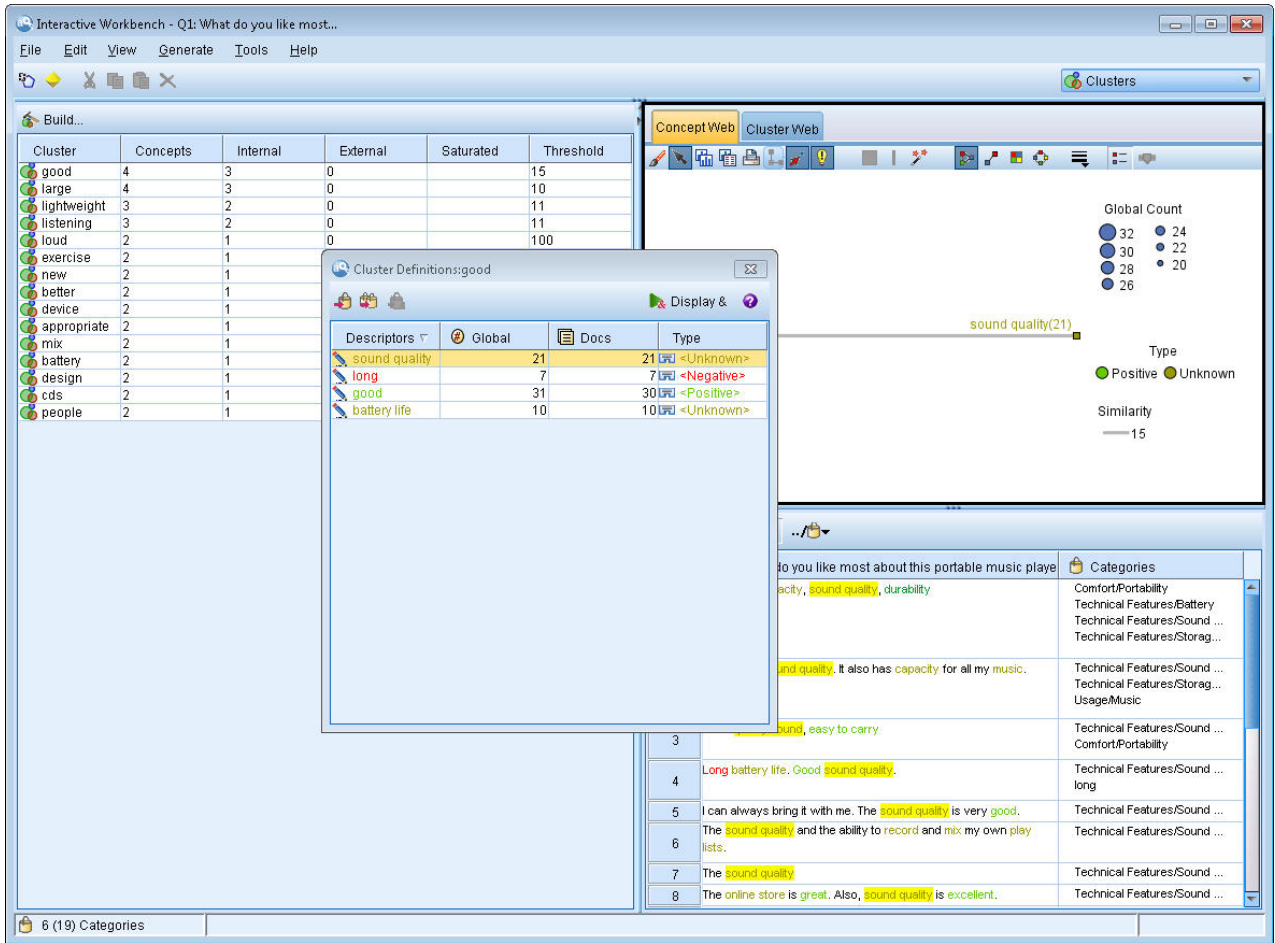 Interactive Workbench - Q1: What do you like most...
File Edit View Generate Tools Help
Clusters
Build...
Cluster Concepts Internal External Saturated Threshold
good 4 3 0 15
large 4 3 0 10
lightweight 3 2 0 11
listening 3 2 0 11
loud 2 1 0 100
exercise 2 1
new 2 1
better 2 1
device 2 1
appropriate 2 1
mix 2 1
battery 2 1
design 2 1
cds 2 1
people 2 1
Cluster Definitions:good
Display &
Descriptors Global Docs Type
sound quality 21 21 <Unknown>
long 7 7 <Negative>
good 31 30 <Positive>
battery life 10 10 <Unknown>
Concept Web Cluster Web
Global Count
32 24
30 22
28 20
26
sound quality(21)
Type
Positive Unknown
Similarity
15
../
do you like most about this portable music playe Categories
acity, sound quality, durability
Comfort/Portability
Technical Features/Battery
Technical Features/Sound ...
Technical Features/Storag...
und quality. It also has capacity for all my music.
Technical Features/Sound ...
Technical Features/Storag...
Usage/Music
3 ound, easy to carry
Technical Features/Sound ...
Comfort/Portability
4 Long battery life. Good sound quality.
Technical Features/Sound ...
long
5 I can always bring it with me. The sound quality is very good. Technical Features/Sound ...
6 The sound quality and the ability to record and mix my own play
lists.
Technical Features/Sound ...
7 The sound quality Technical Features/Sound ...
8 The online store is great. Also, sound quality is excellent. Technical Features/Sound ...
6 (19) Categories